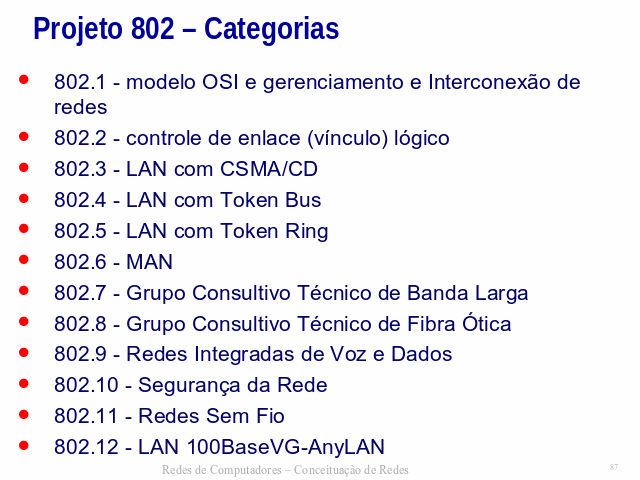 Projeto 802 – Categorias
802.1 - modelo OSI e gerenciamento e Interconexão de
redes
802.2 - controle de enlace (vínculo) lógico
802.3 - LAN com CSMA/CD
802.4 - LAN com Token Bus
802.5 - LAN com Token Ring
802.6 - MAN
802.7 - Grupo Consultivo Técnico de Banda Larga
802.8 - Grupo Consultivo Técnico de Fibra Ótica
802.9 - Redes Integradas de Voz e Dados
802.10 - Segurança da Rede
802.11 - Redes Sem Fio
802.12 - LAN 100BaseVG-AnyLAN
Redes de Computadores – Conceituação de Redes
87